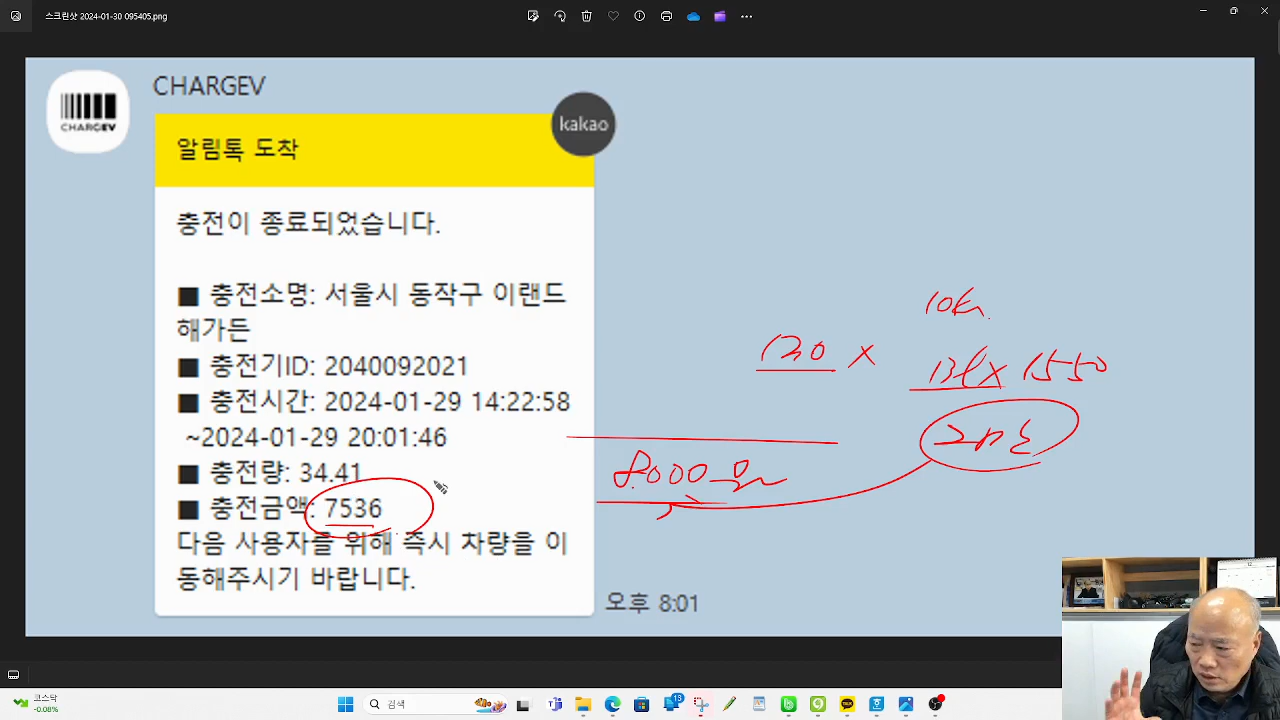 스크린샷 2024-01-30 095405.png
CHARGEV
CHARGEV
kakao
알림톡 도착
충전이 종료되었습니다.
■ 충전소명: 서울시 동작구 이랜드
해가든
■ 충전기ID: 2040092021
■ 충전시간: 2024-01-29 14:22:58
~2024-01-29 20:01:46
■ 충전량: 34.41
■ 충전금액: 7536
다음 사용자를 위해 즉시 차량을 이
동해주시기 바랍니다.
오후 8:01
120 x
x 1550
8000원
코스닥
-0.08%
검색
13